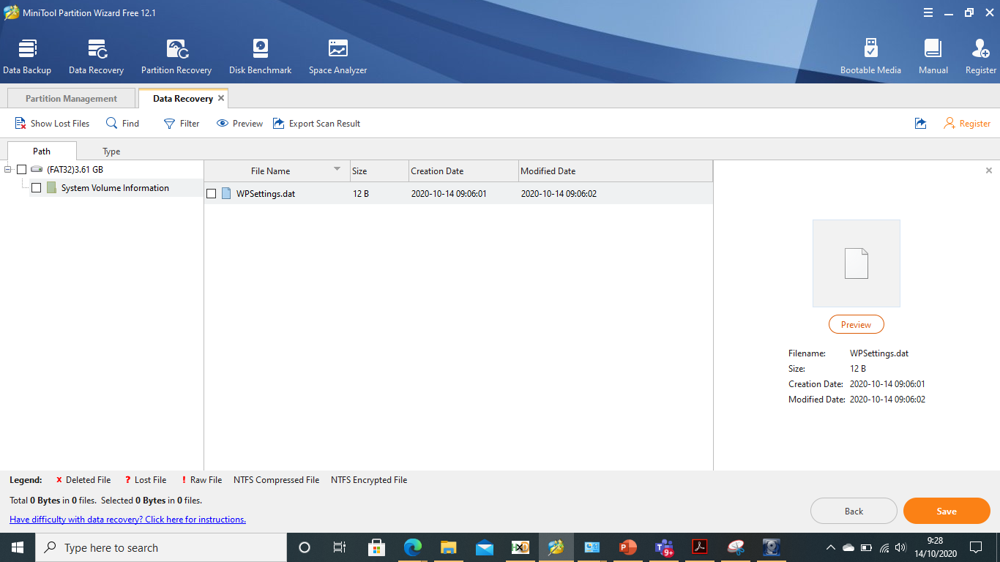 MiniTool Partition Wizard Free 12.1
Data Backup Data Recovery Partition Recovery Disk Benchmark Space Analyzer Bootable Media Manual Register
Partition Management Data Recovery
Show Lost Files Find Filter Preview Export Scan Result Register
Path Type
(FAT32)3.61 GB
System Volume Information
File Name Size Creation Date Modified Date
WPSettings.dat 12 B 2020-10-14 09:06:01 2020-10-14 09:06:02
Preview
Filename: WPSettings.dat
Size: 12 B
Creation Date: 2020-10-14 09:06:01
Modified Date: 2020-10-14 09:06:02
Legend: x Deleted File ? Lost File ! Raw File NTFS Compressed File NTFS Encrypted File
Total 0 Bytes in 0 files. Selected 0 Bytes in 0 files.
Have difficulty with data recovery? Click here for instructions.
Back Save
Type here to search
HxD
9+
9:28
14/10/2020